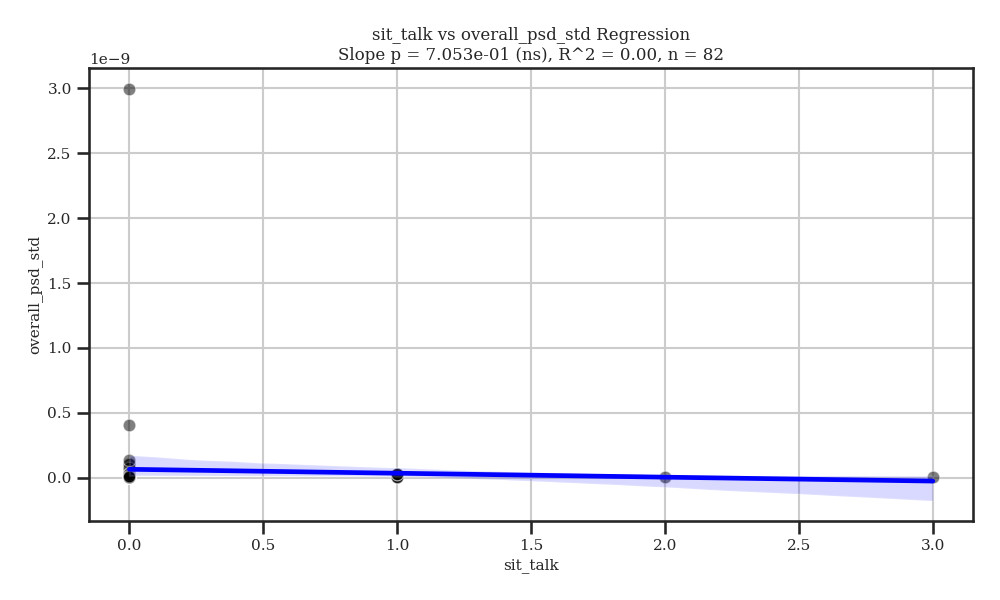 sit_talk vs overall_psd_std Regression
Slope p = 7.053e-01 (ns), R^2 = 0.00, n = 82
1e−9
3.0
2.5
2.0
1.5
1.0
0.5
0.0
overall_psd_std
0.0 0.5 1.0 1.5 2.0 2.5 3.0
sit_talk